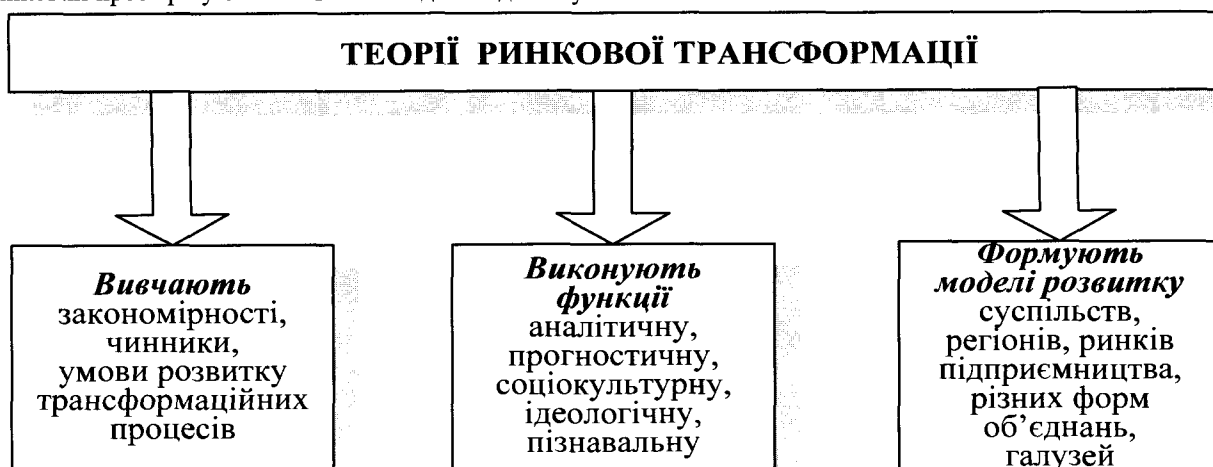 ТЕОРІЇ РИНКОВОЇ ТРАНСФОРМАЦІЇ
Вивчають
закономірності,
чинники,
умови розвитку
трансформаційних
процесів
Виконують
функції
аналітичну,
прогностичну,
соціокультурну,
ідеологічну,
пізнавальну
Формують
моделі розвитку
суспільств,
регіонів, ринків
підприємництва,
різних форм
об’єднань,
галузей